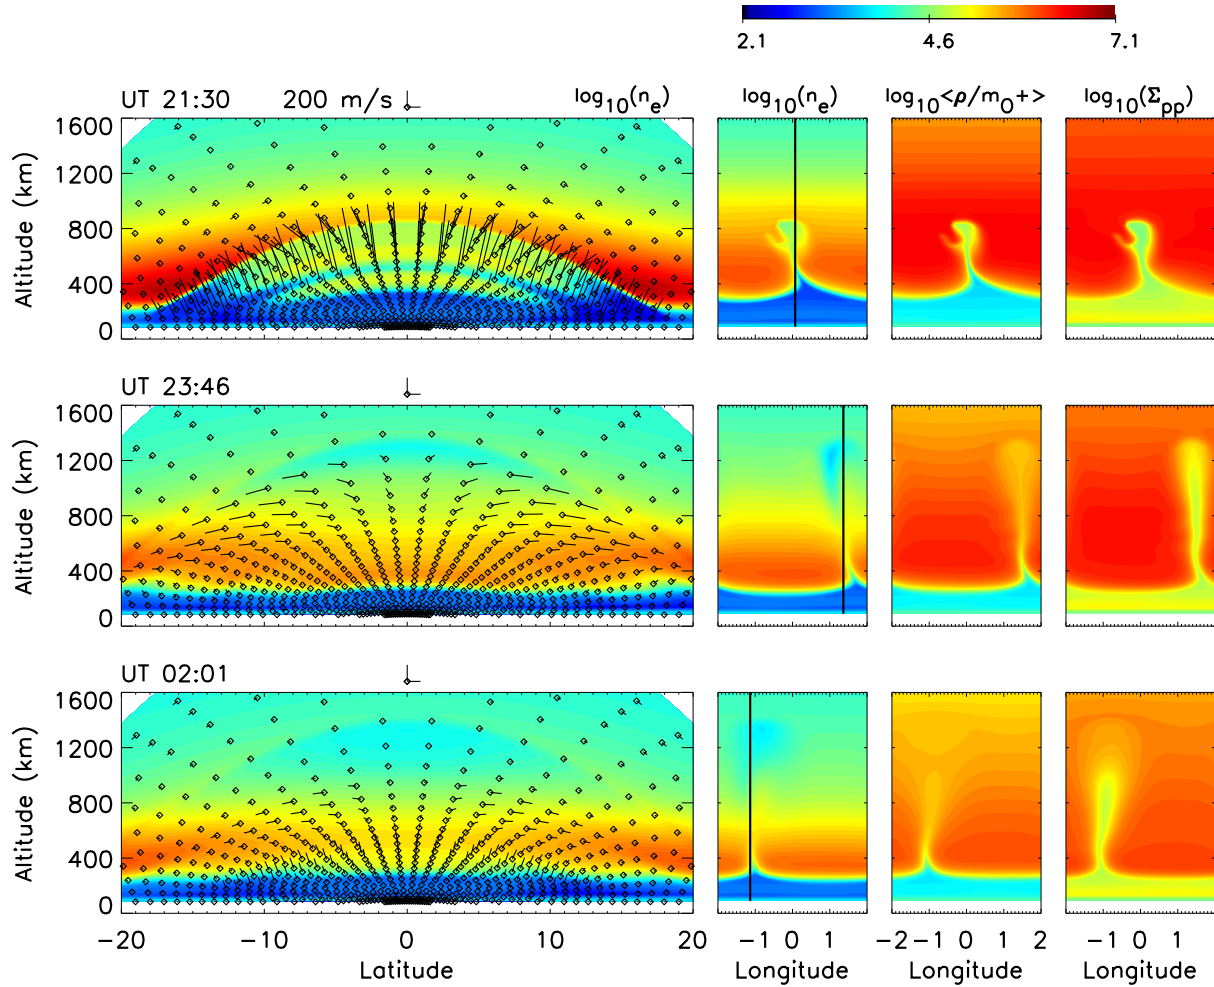 2.1 4.6 7.1
UT 21:30 200 m/s log10(ne) log10(ne) log10<ρ/mO+> log10(Σpp)
1600
1200
800
400
0
Altitude (km)
UT 23:46
1600
1200
800
400
0
Altitude (km)
UT 02:01
1600
1200
800
400
0
Altitude (km)
−20 −10 0 10 20 −1 0 1 −2 −1 0 1 2 −1 0 1
Latitude Longitude Longitude Longitude